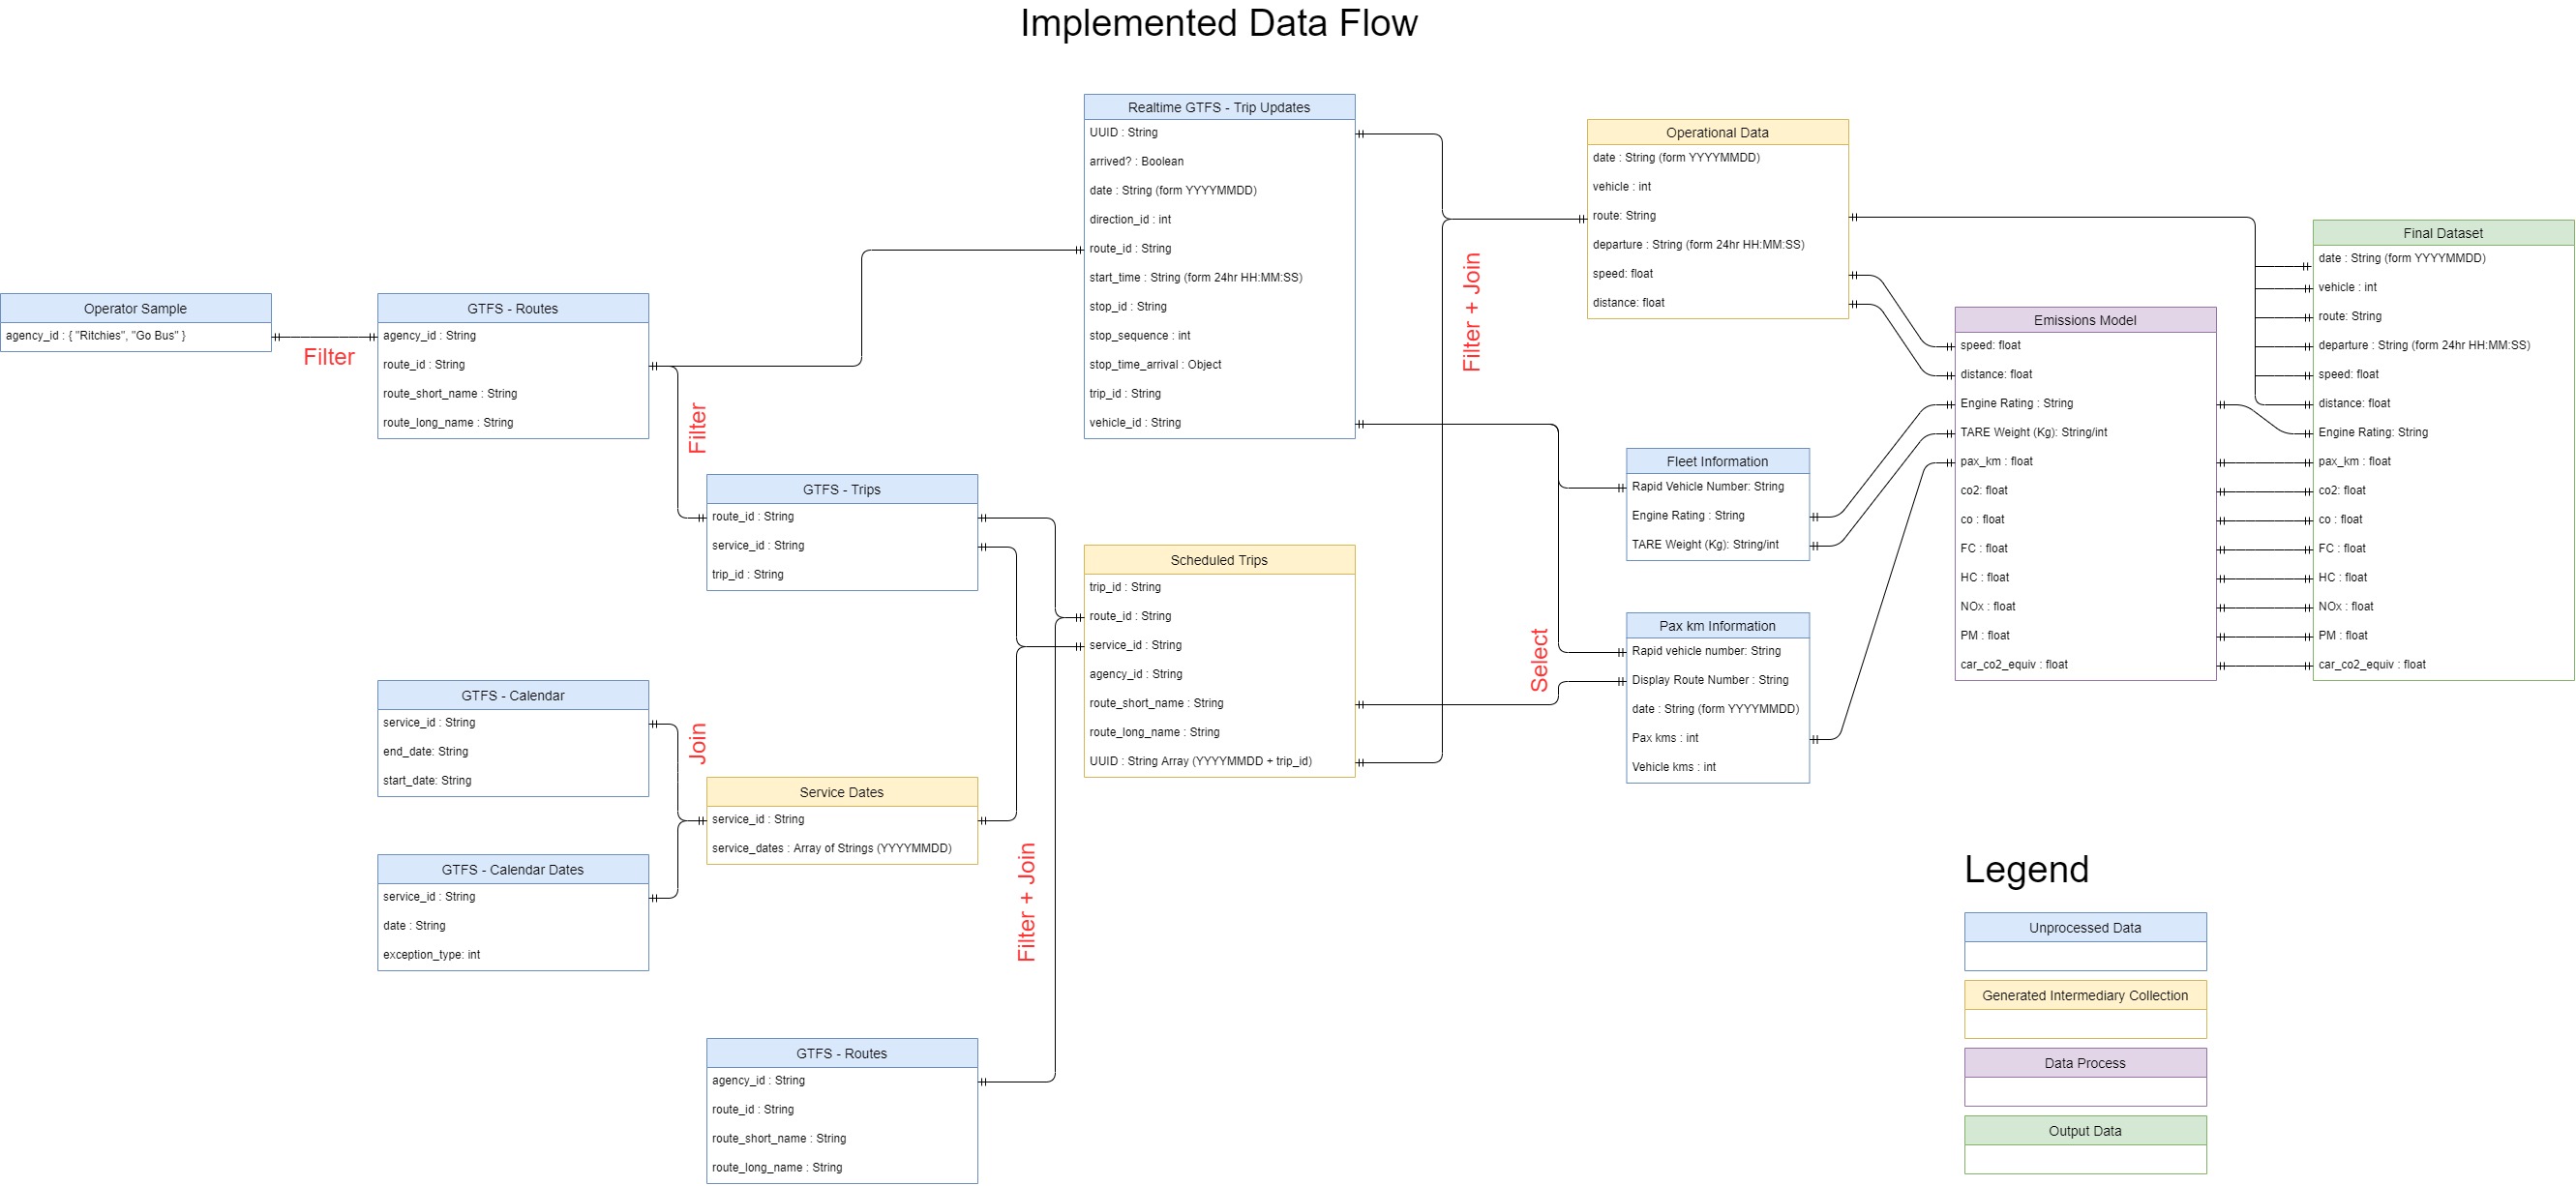 Implemented Data Flow
Operator Sample
agency_id : { "Ritchies", "Go Bus" }
Filter
GTFS - Routes
agency_id : String
route_id : String
route_short_name : String
route_long_name : String
Filter
GTFS - Trips
route_id : String
service_id : String
trip_id : String
GTFS - Calendar
service_id : String
end_date: String
start_date: String
Join
GTFS - Calendar Dates
service_id : String
date : String
exception_type: int
Service Dates
service_id : String
service_dates : Array of Strings (YYYYMMDD)
Filter + Join
GTFS - Routes
agency_id : String
route_id : String
route_short_name : String
route_long_name : String
Realtime GTFS - Trip Updates
UUID : String
arrived? : Boolean
date : String (form YYYYMMDD)
direction_id : int
route_id : String
start_time : String (form 24hr HH:MM:SS)
stop_id : String
stop_sequence : int
stop_time_arrival : Object
trip_id : String
vehicle_id : String
Scheduled Trips
trip_id : String
route_id : String
service_id : String
agency_id : String
route_short_name : String
route_long_name : String
UUID : String Array (YYYYMMDD + trip_id)
Filter + Join
Select
Operational Data
date : String (form YYYYMMDD)
vehicle : int
route: String
departure : String (form 24hr HH:MM:SS)
speed: float
distance: float
Fleet Information
Rapid Vehicle Number: String
Engine Rating : String
TARE Weight (Kg): String/int
Pax km Information
Rapid vehicle number: String
Display Route Number : String
date : String (form YYYYMMDD)
Pax kms : int
Vehicle kms : int
Emissions Model
speed: float
distance: float
Engine Rating : String
TARE Weight (Kg): String/int
pax_km : float
co2: float
co : float
FC : float
HC : float
NOx : float
PM : float
car_co2_equiv : float
Final Dataset
date : String (form YYYYMMDD)
vehicle : int
route: String
departure : String (form 24hr HH:MM:SS)
speed: float
distance: float
Engine Rating: String
pax_km : float
co2: float
co : float
FC : float
HC : float
NOx : float
PM : float
car_co2_equiv : float
Legend
Unprocessed Data
Generated Intermediary Collection
Data Process
Output Data